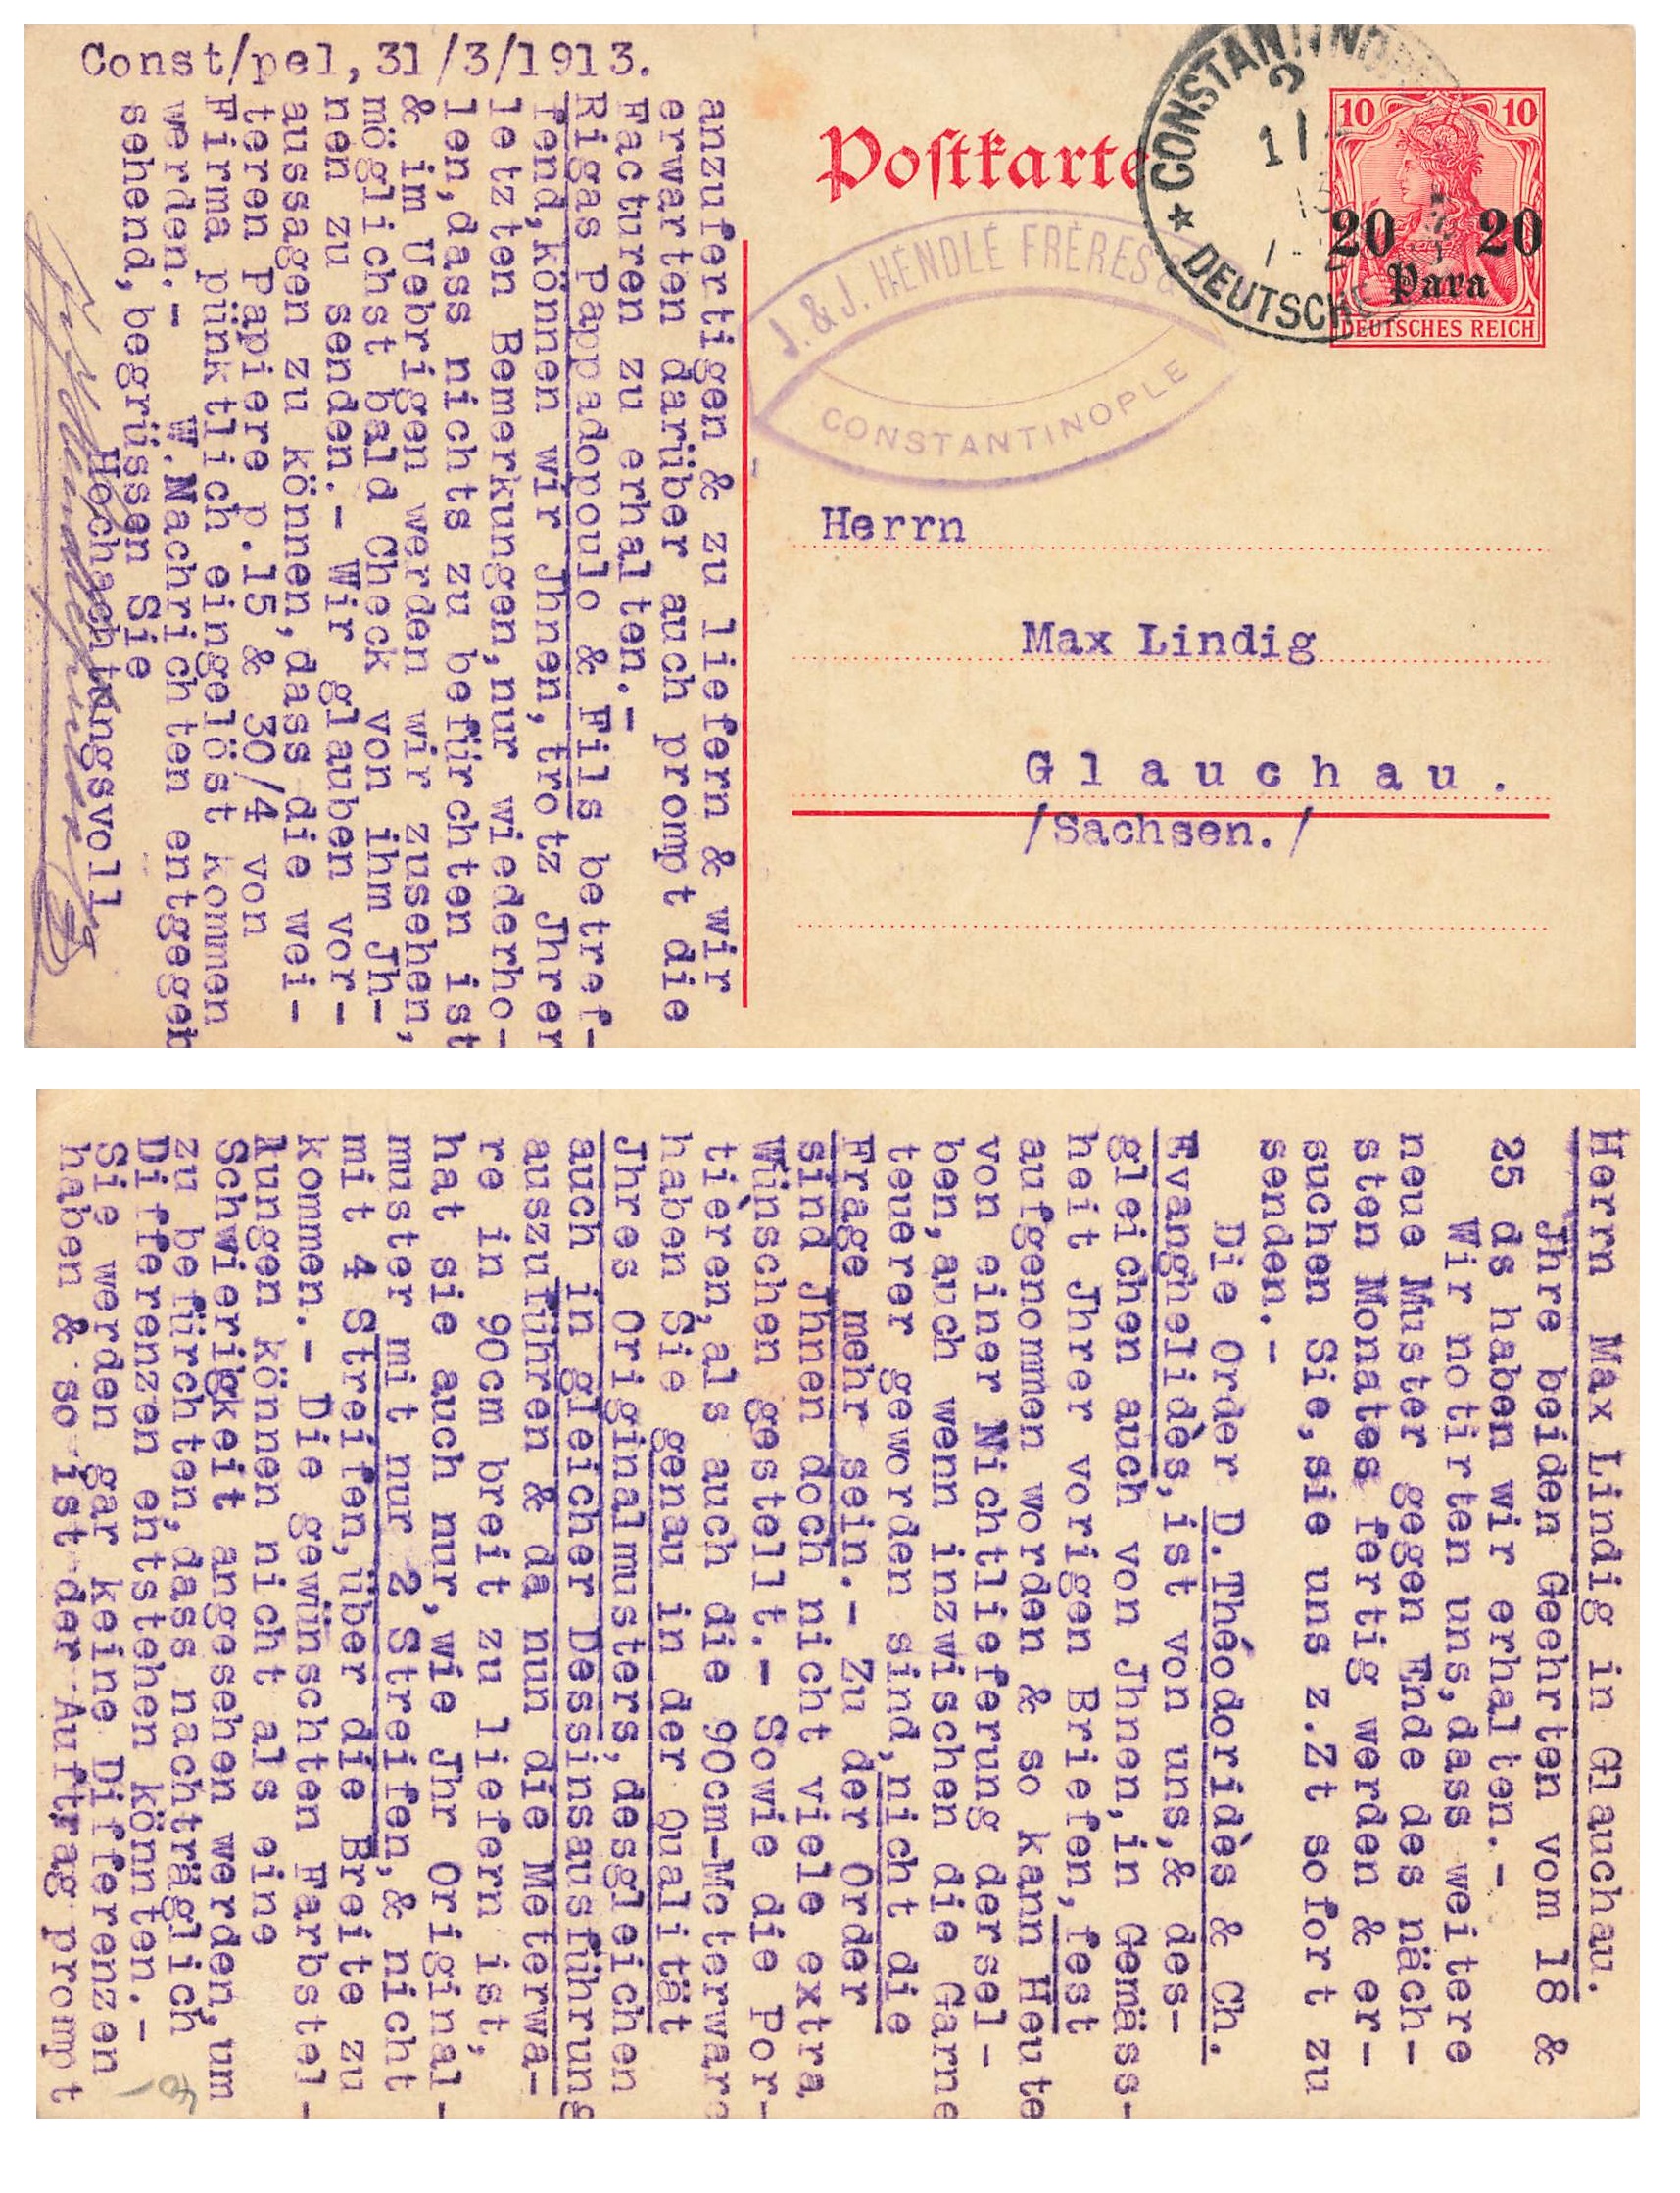 Const/pel,31/3/1913.
Postkarte
CONSTANTINOPEL
DEUTSCHE
10 10
20 20
Para
DEUTSCHES REICH
J. & J. HENDLÉ FRÈRES
CONSTANTINOPLE
Herrn
Max Lindig
Glauchau.
/Sachsen./
anzufertigen & zu liefern & wir
erwarten darüber auch prompt die
Facturen zu erhalten.-
Rigas Pappadopoulo & Fils betref-
fend,können wir Jhnen,trotz Jhrer
letzten Bemerkungen,nur wiederho-
len,dass nichts zu befürchten ist
& im Uebrigen werden wir zusehen,
möglichst bald Check von ihm Jh-
nen zu senden.- Wir glauben vor-
aussagen zu können,dass die wei-
teren Papiere p.15 & 30/4 von
Firma pünktlich eingelöst kommen
werden.- W.Nachrichten entgegen
sehend,begrüssen Sie
Hochachtungsvoll
Herrn Max Lindig in Glauchau.
Jhre beiden Geehrten vom 18 &
25 ds haben wir erhalten.-
Wir notirten uns,dass weitere
neue Muster gegen Ende des näch-
sten Monates fertig werden & er-
suchen Sie,sie uns z.Zt sofort zu
senden.-
Die Order D.Théodoridès & Ch.
Evanghelidès,ist von uns,& des-
gleichen auch von Jhnen,in Gemäss-
heit Jhrer vorigen Briefen,fest
aufgenommen worden & so kann Heute
von einer Nichtlieferung dersel-
ben,auch wenn inzwischen die Garne
teuerer geworden sind,nicht die
Frage mehr sein.- Zu der Order
sind Jhnen doch nicht viele extra
Wünschen gestellt.- Sowie die Por-
tieren,als auch die 90cm-Meterware
haben Sie genau in der Qualität
Jhres Originalmusters,desgleichen
auch in gleicher Dessinsausführung
auszuführen & da nun die Meterwa-
re in 90cm breit zu liefern ist,
hat sie auch nur,wie Jhr Original-
muster mit nur 2 Streifen,& nicht
mit 4 Streifen,über die Breite zu
kommen.- Die gewünschten Farbstel-
lungen können nicht als eine
Schwierigkeit angesehen werden,um
zu befürchten,dass nachträglich
Differenzen entstehen könnten.-
Sie werden gar keine Differenzen
haben & so ist der Auftrag prompt